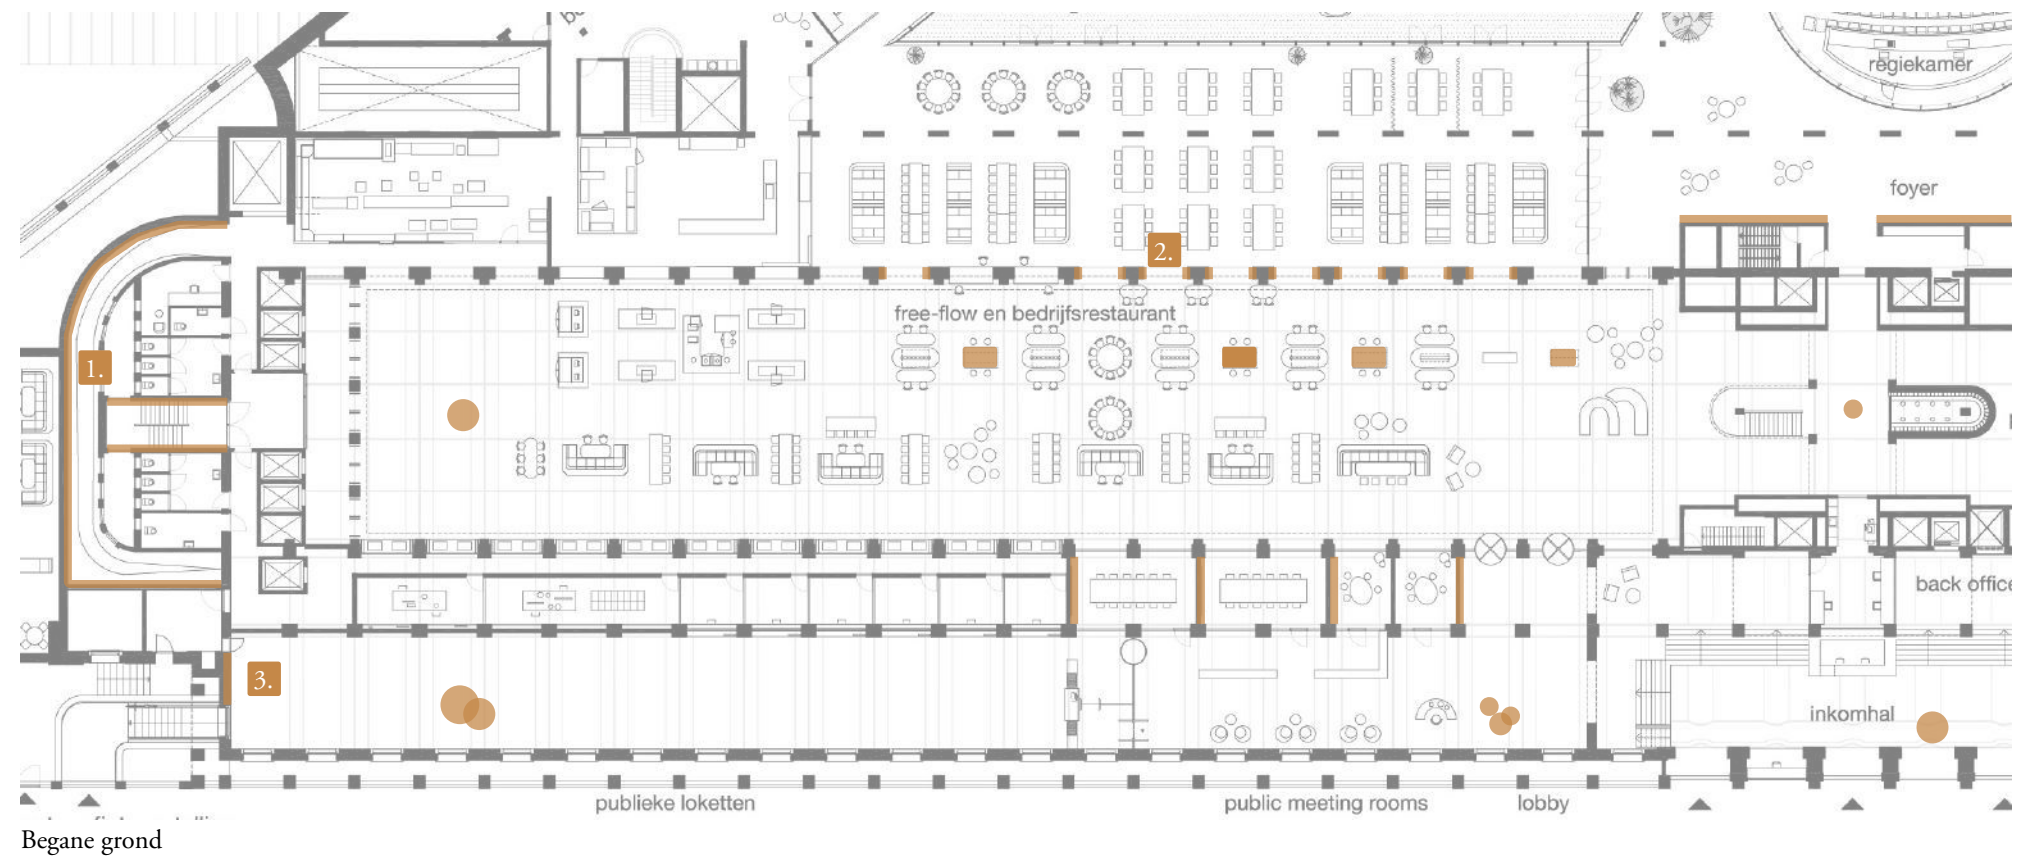 regiekamer
foyer
2.
free-flow en bedrijfsrestaurant
1.
back office
3.
inkomhal
publieke loketten
public meeting rooms
lobby
Begane grond